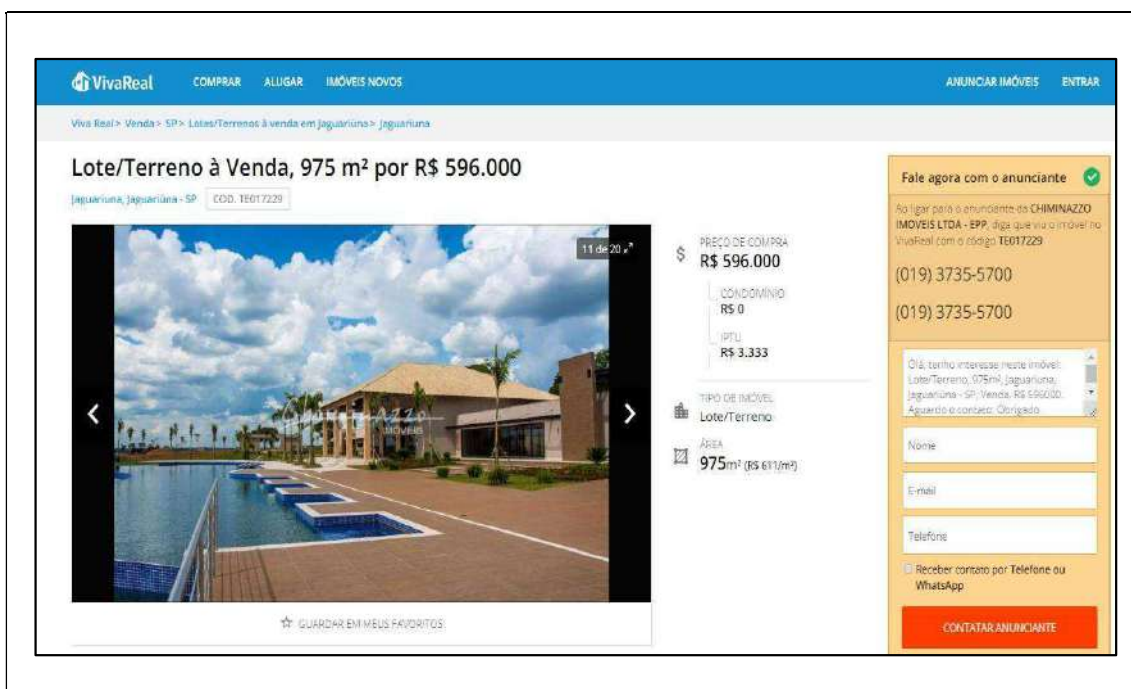 VivaReal COMPRAR ALUGAR IMÓVEIS NOVOS ANUNCIAR IMÓVEIS ENTRAR
Viva Real > Venda > SP > Lotes/Terrenos à venda em Jaguariúna > Jaguariuna
Lote/Terreno à Venda, 975 m² por R$ 596.000
Jaguariuna, Jaguariúna - SP COD. TE017229
11 de 20
MÓVEIS
GUARDAR EM MEUS FAVORITOS
$ PREÇO DE COMPRA
R$ 596.000
CONDOMÍNIO
R$ 0
IPTU
R$ 3.333
TIPO DE IMÓVEL
Lote/Terreno
ÁREA
975m² (R$ 611/m²)
Fale agora com o anunciante
Ao ligar para o anunciante da CHIMINAZZO
IMOVEIS LTDA - EPP, diga que viu o imóvel no
VivaReal com o código TE017229
(019) 3735-5700
(019) 3735-5700
Olá, tenho interesse neste imóvel:
Lote/Terreno, 975m², Jaguariuna,
Jaguariúna - SP, Venda, R$ 596000.
Aguardo o contato. Obrigado
Nome
E-mail
Telefone
Receber contato por Telefone ou
WhatsApp
CONTATAR ANUNCIANTE